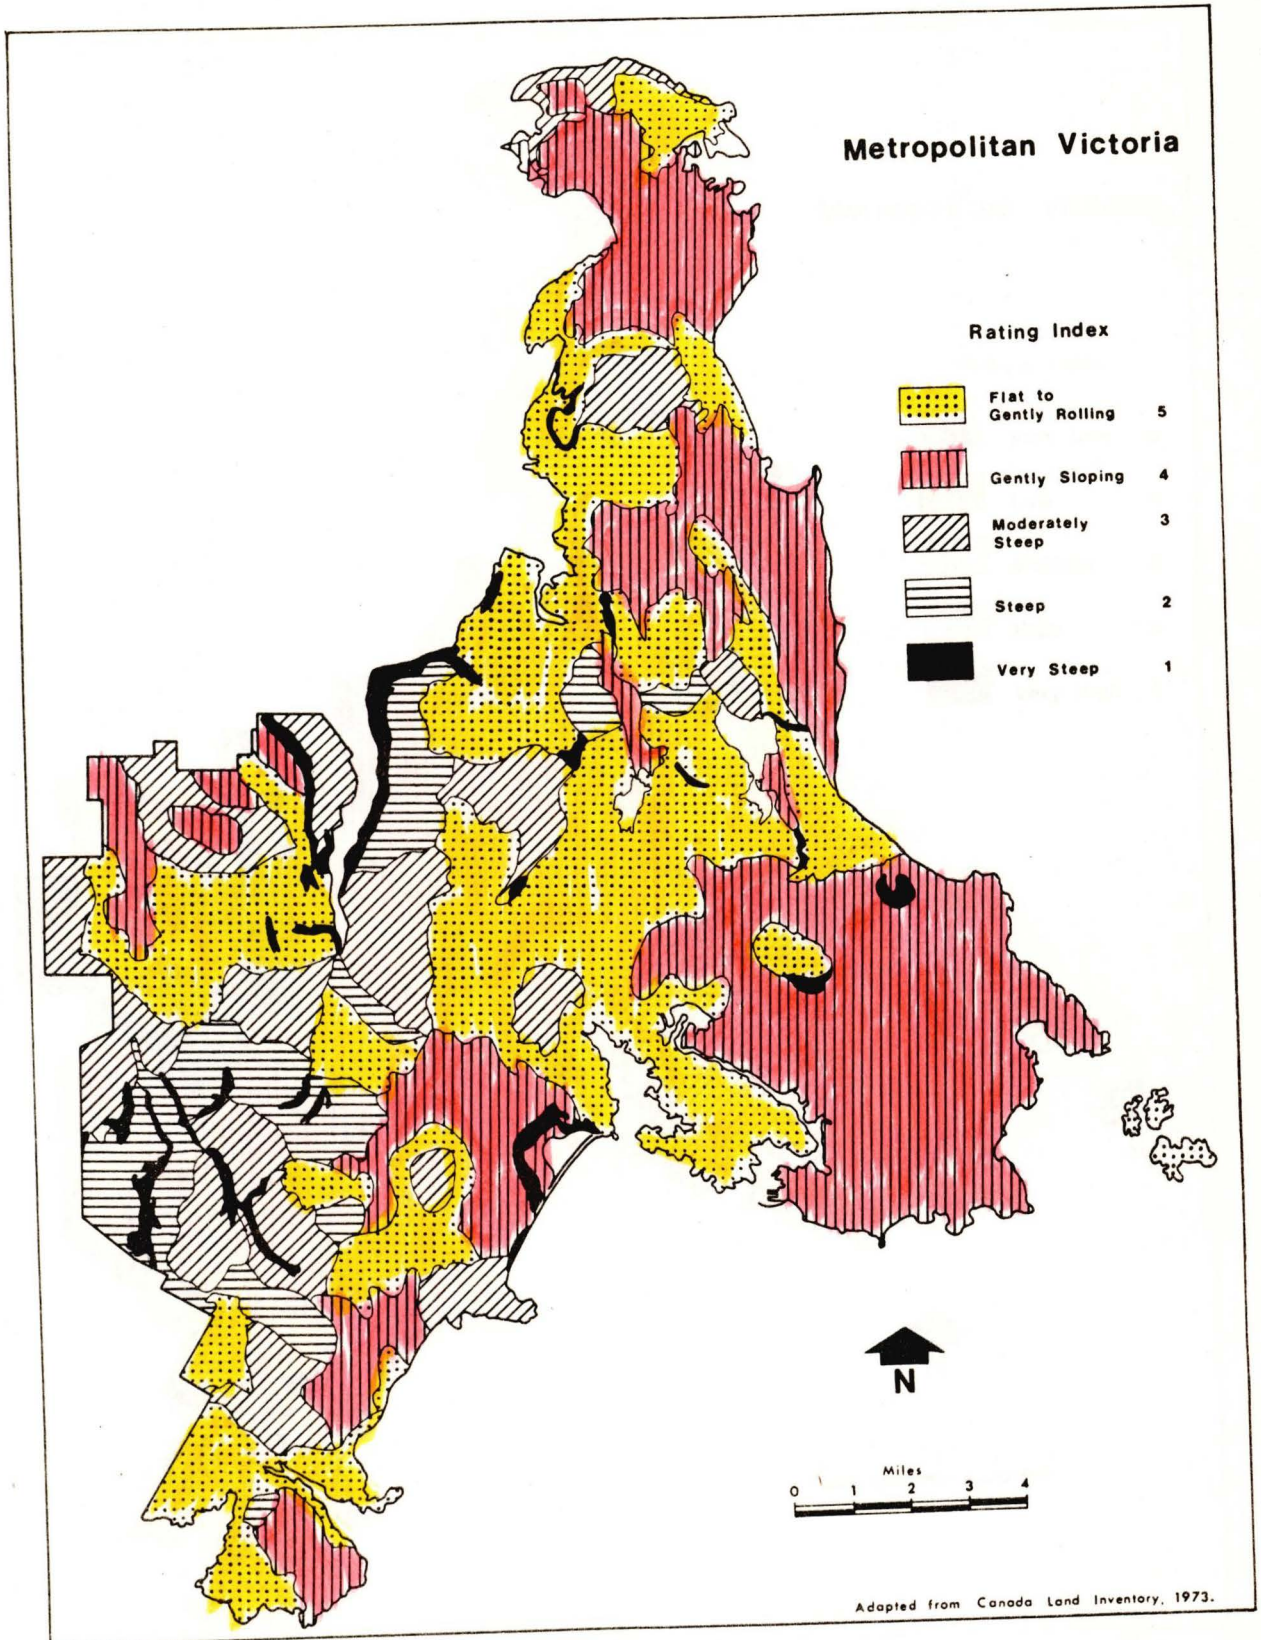 Metropolitan Victoria
Rating Index
Flat to
Gently Rolling 5
Gently Sloping 4
Moderately 3
Steep
Steep 2
Very Steep 1
N
Miles
0 1 2 3 4
Adapted from Canada Land Inventory, 1973.